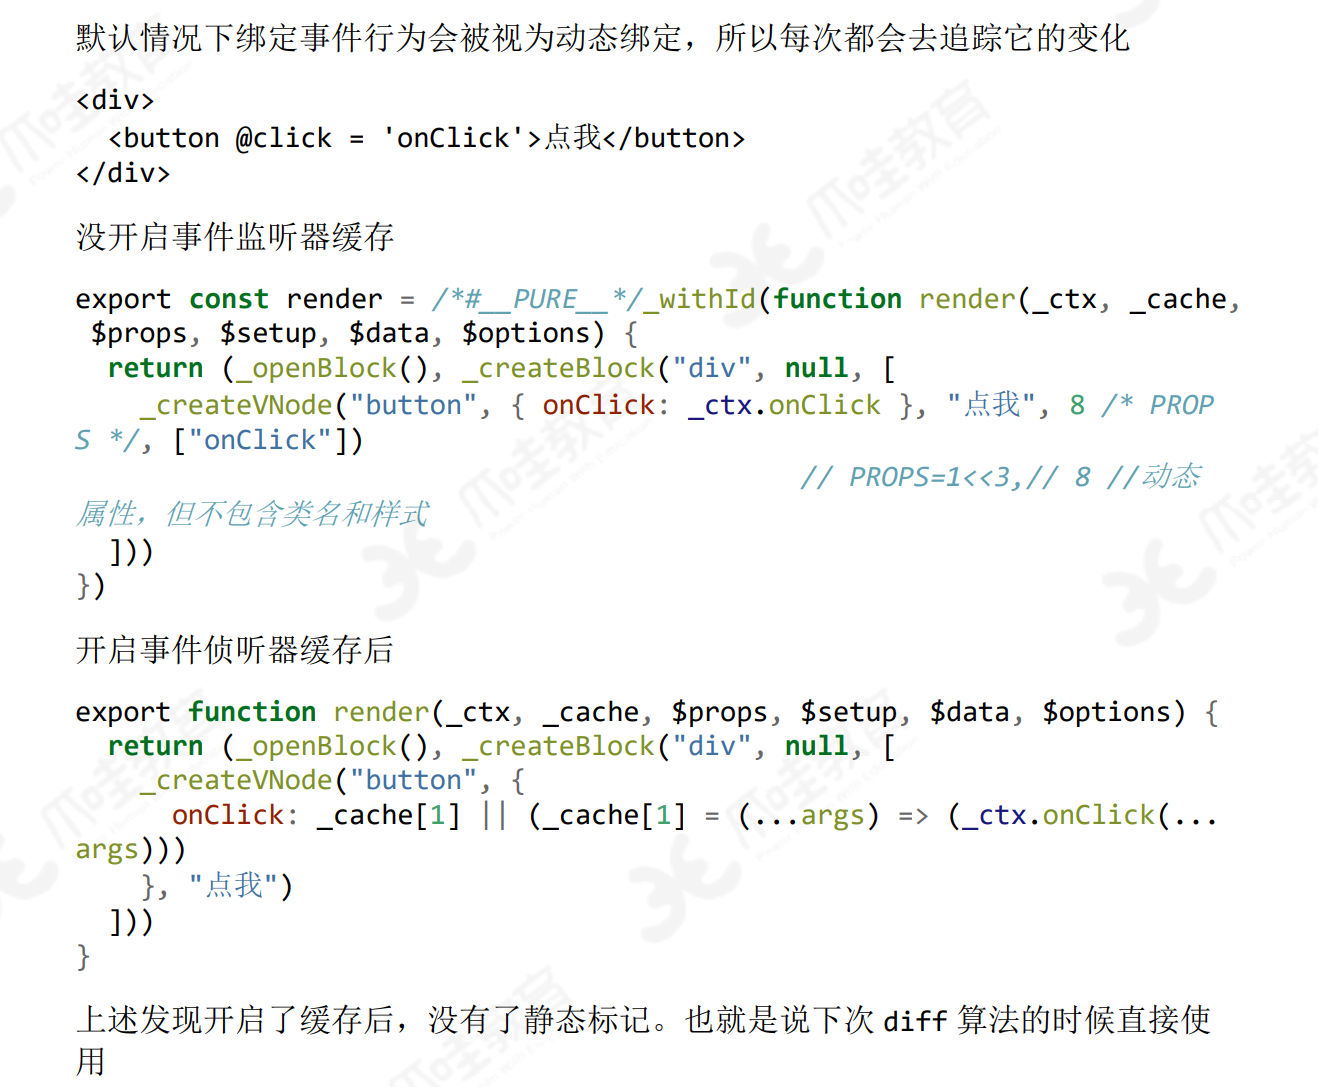 默认情况下绑定事件行为会被视为动态绑定，所以每次都会去追踪它的变化
<div>
  <button @click = 'onClick'>点我</button>
</div>
没开启事件监听器缓存
export const render = /*#__PURE__*/_withId(function render(_ctx, _cache,
 $props, $setup, $data, $options) {
  return (_openBlock(), _createBlock("div", null, [
    _createVNode("button", { onClick: _ctx.onClick }, "点我", 8 /* PROP
S */, ["onClick"])
                                             // PROPS=1<<3,// 8 //动态
属性，但不包含类名和样式
  ]))
})
开启事件侦听器缓存后
export function render(_ctx, _cache, $props, $setup, $data, $options) {
  return (_openBlock(), _createBlock("div", null, [
    _createVNode("button", {
      onClick: _cache[1] || (_cache[1] = (...args) => (_ctx.onClick(...
args)))
    }, "点我")
  ]))
}
上述发现开启了缓存后，没有了静态标记。也就是说下次 diff 算法的时候直接使
用